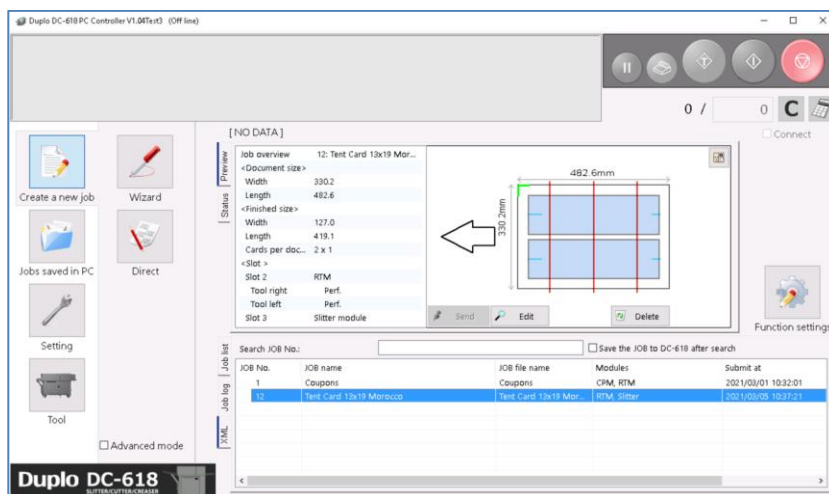 Duplo DC-618 PC Controller V1.04Test3 (Off line)
0 / 0 C
Connect
[NO DATA]
Create a new job
Wizard
Jobs saved in PC
Direct
Setting
Tool
Advanced mode
Duplo DC-618
SLITTER/CUTTER/CREASER
Preview
Status
Job overview 12: Tent Card 13x19 Mor...
<Document size>
Width 330.2
Length 482.6
<Finished size>
Width 127.0
Length 419.1
Cards per doc... 2 x 1
<Slot >
Slot 2 RTM
Tool right Perf.
Tool left Perf.
Slot 3 Slitter module
482.6mm
330.2mm
Send
Edit
Delete
Function settings
Job list
Job log
XML
Search JOB No.:
Save the JOB to DC-618 after search
JOB No. JOB name JOB file name Modules Submit at
1 Coupons Coupons CPM, RTM 2021/03/01 10:32:01
12 Tent Card 13x19 Morocco Tent Card 13x19 Mor... RTM, Slitter 2021/03/05 10:37:21